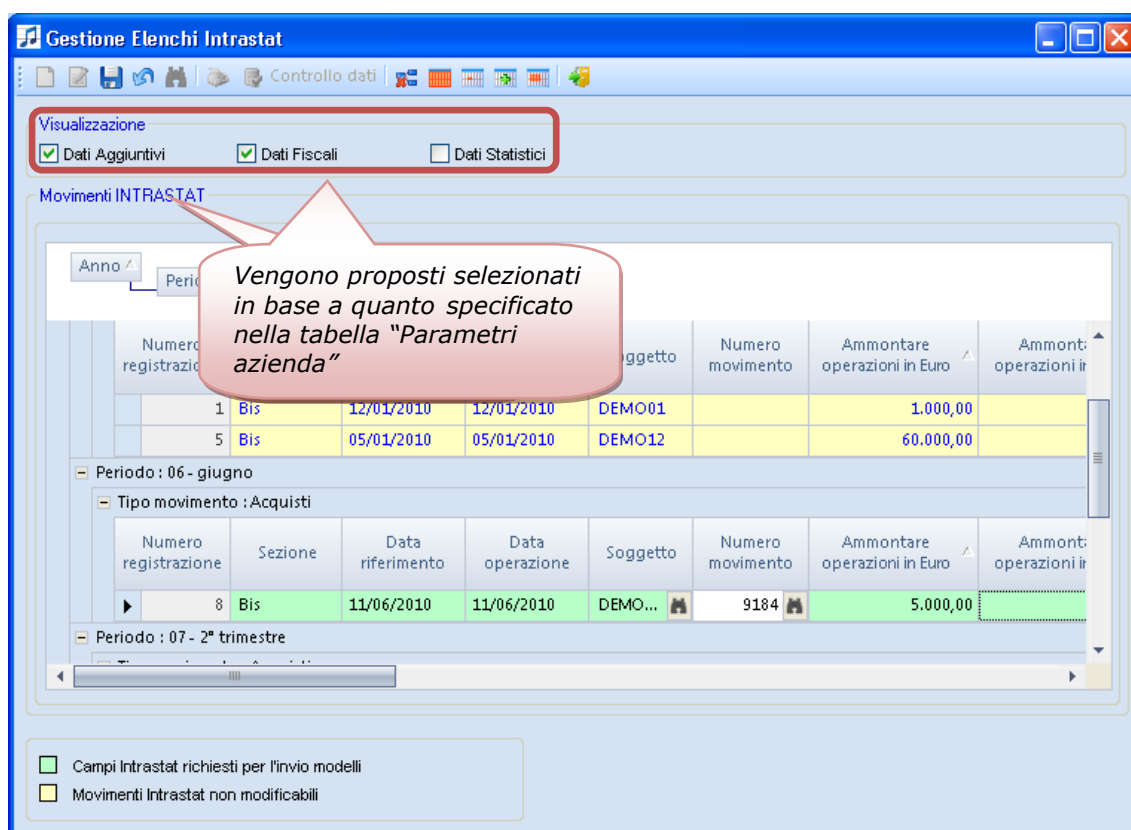 Gestione Elenchi Intrastat
Controllo dati
Visualizzazione
Dati Aggiuntivi Dati Fiscali Dati Statistici
Movimenti INTRASTAT
Anno
Vengono proposti selezionati
in base a quanto specificato
nella tabella “Parametri
azienda”
Numero Ammontare
movimento operazioni in Euro
1 Bis 12/01/2010 12/01/2010 DEMO01 1.000,00
5 Bis 05/01/2010 05/01/2010 DEMO12 60.000,00
Periodo : 06 - giugno
Tipo movimento : Acquisti
Numero Data Data Numero Ammontare
registrazione Sezione riferimento operazione Soggetto movimento operazioni in Euro operazioni
8 Bis 11/06/2010 11/06/2010 DEMO... 9184 5.000,00
Periodo : 07 - 2° trimestre
Campi Intrastat richiesti per l'invio modelli
Movimenti Intrastat non modificabili